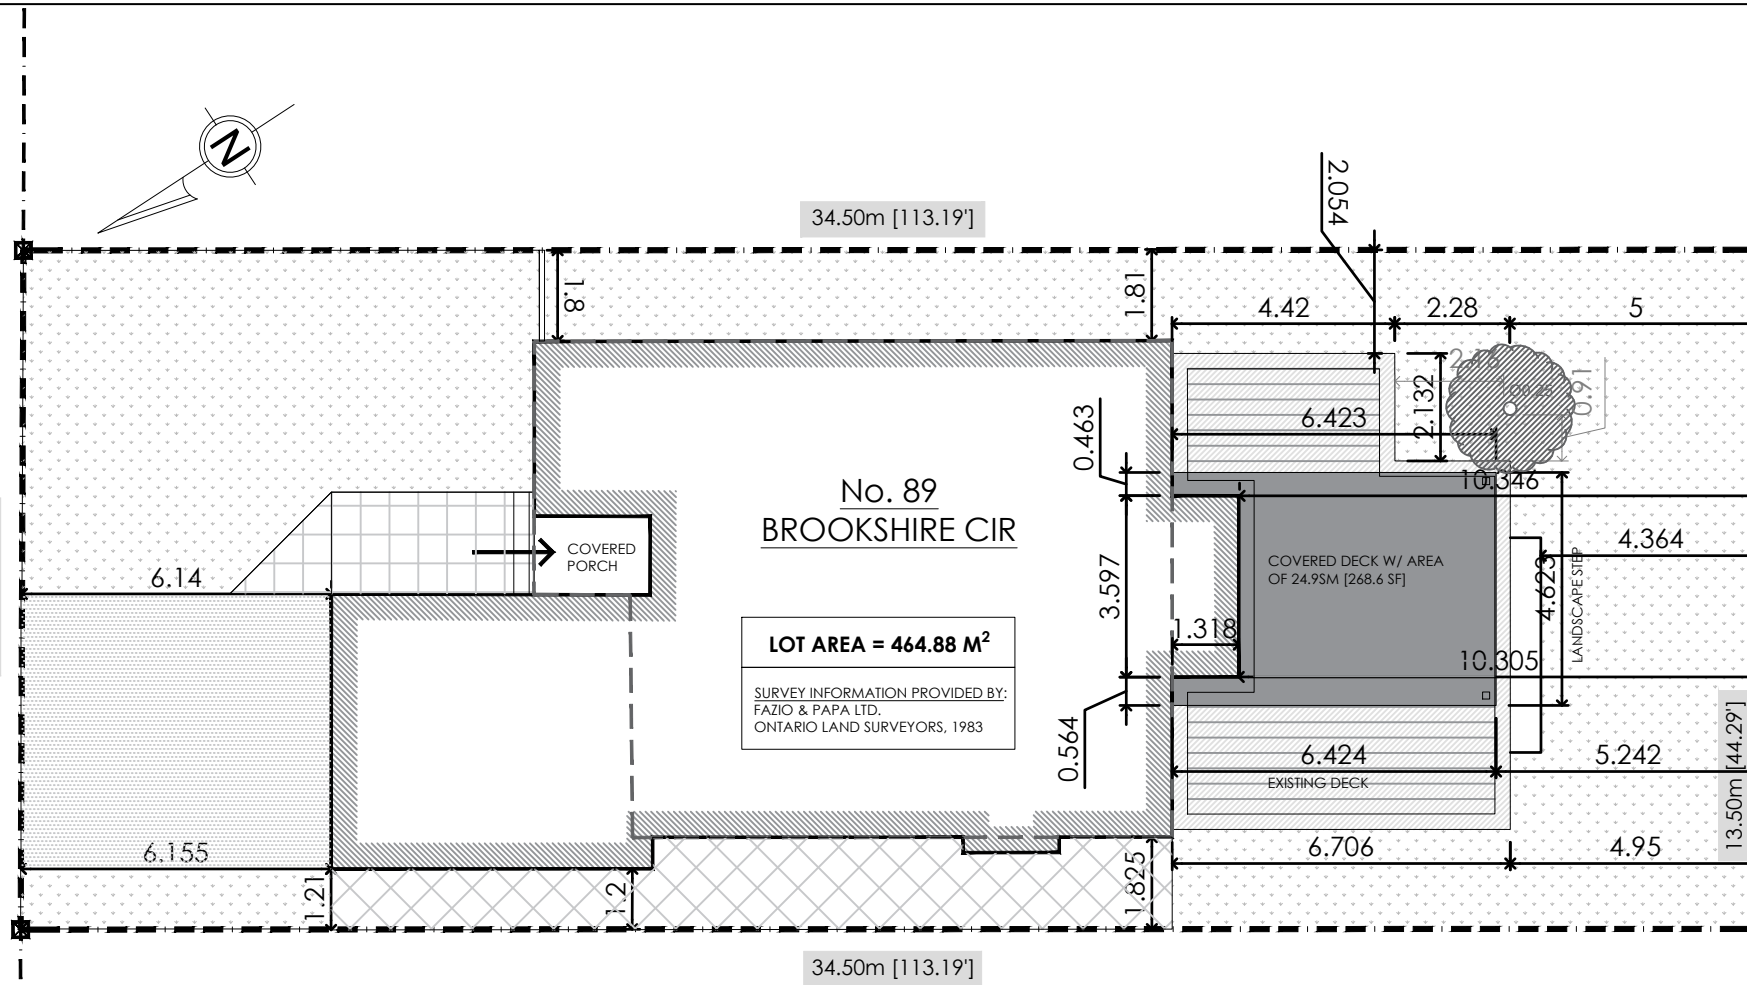 N
34.50m [113.19']
2.054
1.8
1.81
4.42
2.28
5
2.132
0.91
6.423
0.463
10.346
No. 89
BROOKSHIRE CIR
COVERED
PORCH
4.364
COVERED DECK W/ AREA
OF 24.9SM [268.6 SF]
4.623
LANDSCAPE STEP
6.14
3.597
1.318
LOT AREA = 464.88 M²
10.305
SURVEY INFORMATION PROVIDED BY:
FAZIO & PAPA LTD.
ONTARIO LAND SURVEYORS, 1983
0.564
6.424
5.242
EXISTING DECK
13.50m [44.29']
6.155
6.706
4.95
1.21
1.2
1.825
34.50m [113.19']